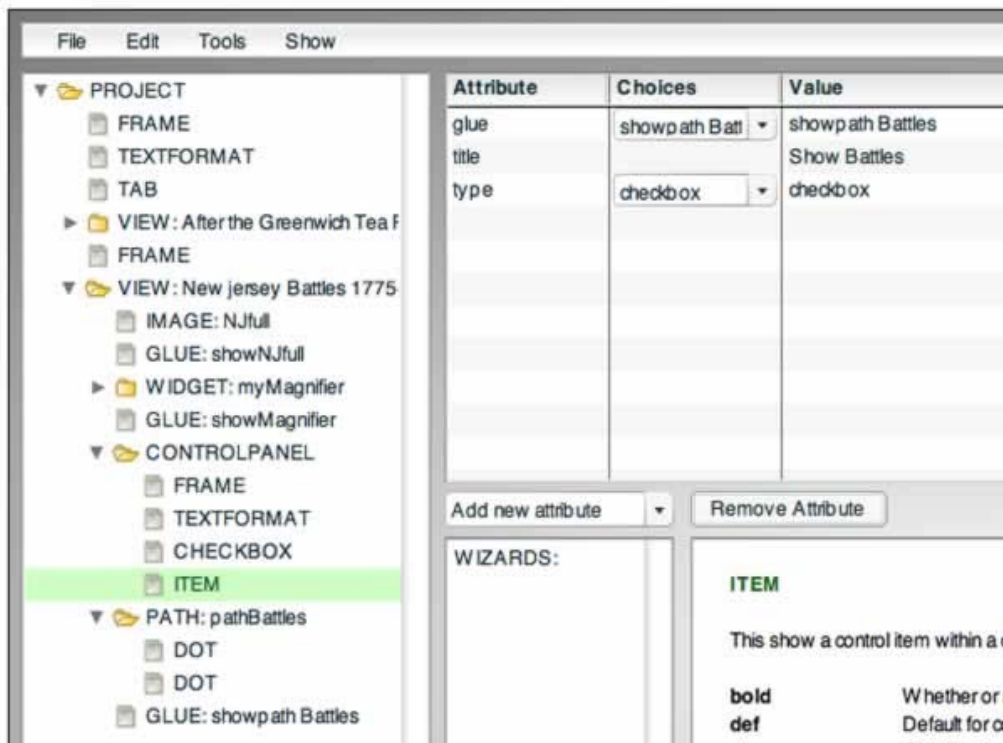 File Edit Tools Show
PROJECT
FRAME
TEXTFORMAT
TAB
VIEW: After the Greenwich Tea
FRAME
VIEW: New jersey Battles 1775
IMAGE: NJfull
GLUE: showNJfull
WIDGET: myMagnifier
GLUE: showMagnifier
CONTROLPANEL
FRAME
TEXTFORMAT
CHECKBOX
ITEM
PATH: pathBattles
DOT
DOT
GLUE: showpath Battles
Attribute Choices Value
glue showpath Batt showpath Battles
title Show Battles
type checkbox checkbox
Add new attribute Remove Attribute
WIZARDS:
ITEM
This show a control item within a
bold Whether or
def Default for